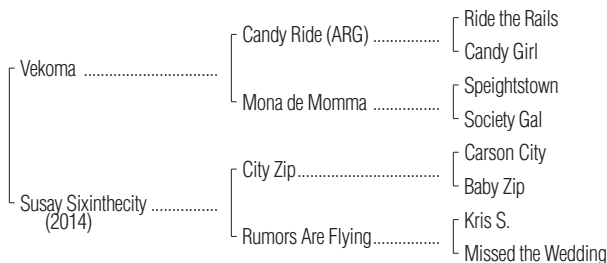 Ride the Rails
Candy Ride (ARG) ................
Candy Girl
Vekoma ................................
Speightstown
Mona de Momma ................
Society Gal
Carson City
City Zip..................................
Baby Zip
Susay Sixinthecity ................
(2014)
Kris S.
Rumors Are Flying................
Missed the Wedding